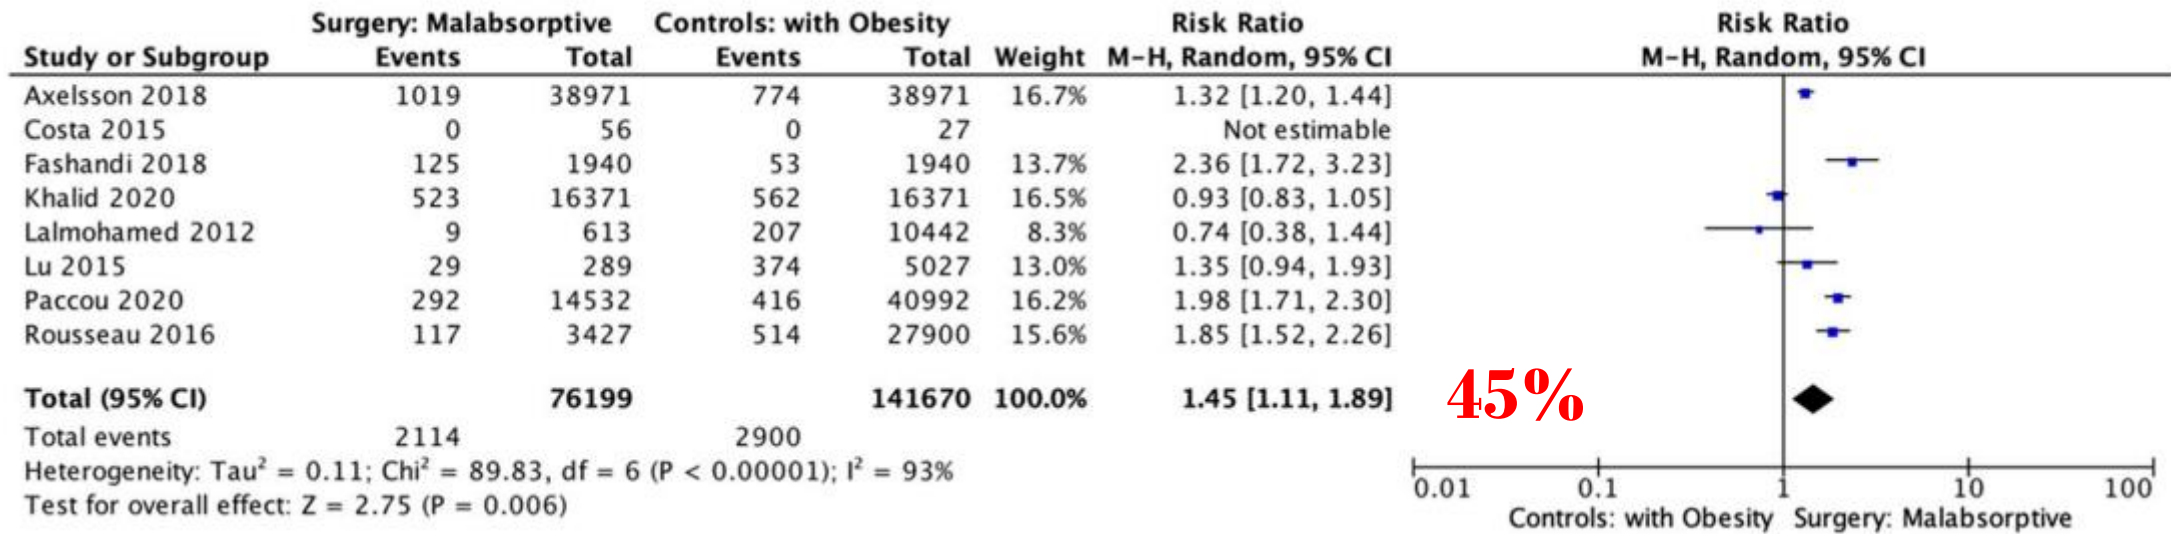 Surgery: Malabsorptive Controls: with Obesity Risk Ratio Risk Ratio
Study or Subgroup Events Total Events Total Weight M-H, Random, 95% CI M-H, Random, 95% CI
Axelsson 2018 1019 38971 774 38971 16.7% 1.32 [1.20, 1.44]
Costa 2015 0 56 0 27 Not estimable
Fashandi 2018 125 1940 53 1940 13.7% 2.36 [1.72, 3.23]
Khalid 2020 523 16371 562 16371 16.5% 0.93 [0.83, 1.05]
Lalmohamed 2012 9 613 207 10442 8.3% 0.74 [0.38, 1.44]
Lu 2015 29 289 374 5027 13.0% 1.35 [0.94, 1.93]
Paccou 2020 292 14532 416 40992 16.2% 1.98 [1.71, 2.30]
Rousseau 2016 117 3427 514 27900 15.6% 1.85 [1.52, 2.26]
Total (95% CI) 76199 141670 100.0% 1.45 [1.11, 1.89] 45%
Total events 2114 2900
Heterogeneity: Tau² = 0.11; Chi² = 89.83, df = 6 (P < 0.00001); I² = 93%
Test for overall effect: Z = 2.75 (P = 0.006)
0.01 0.1 1 10 100
Controls: with Obesity Surgery: Malabsorptive